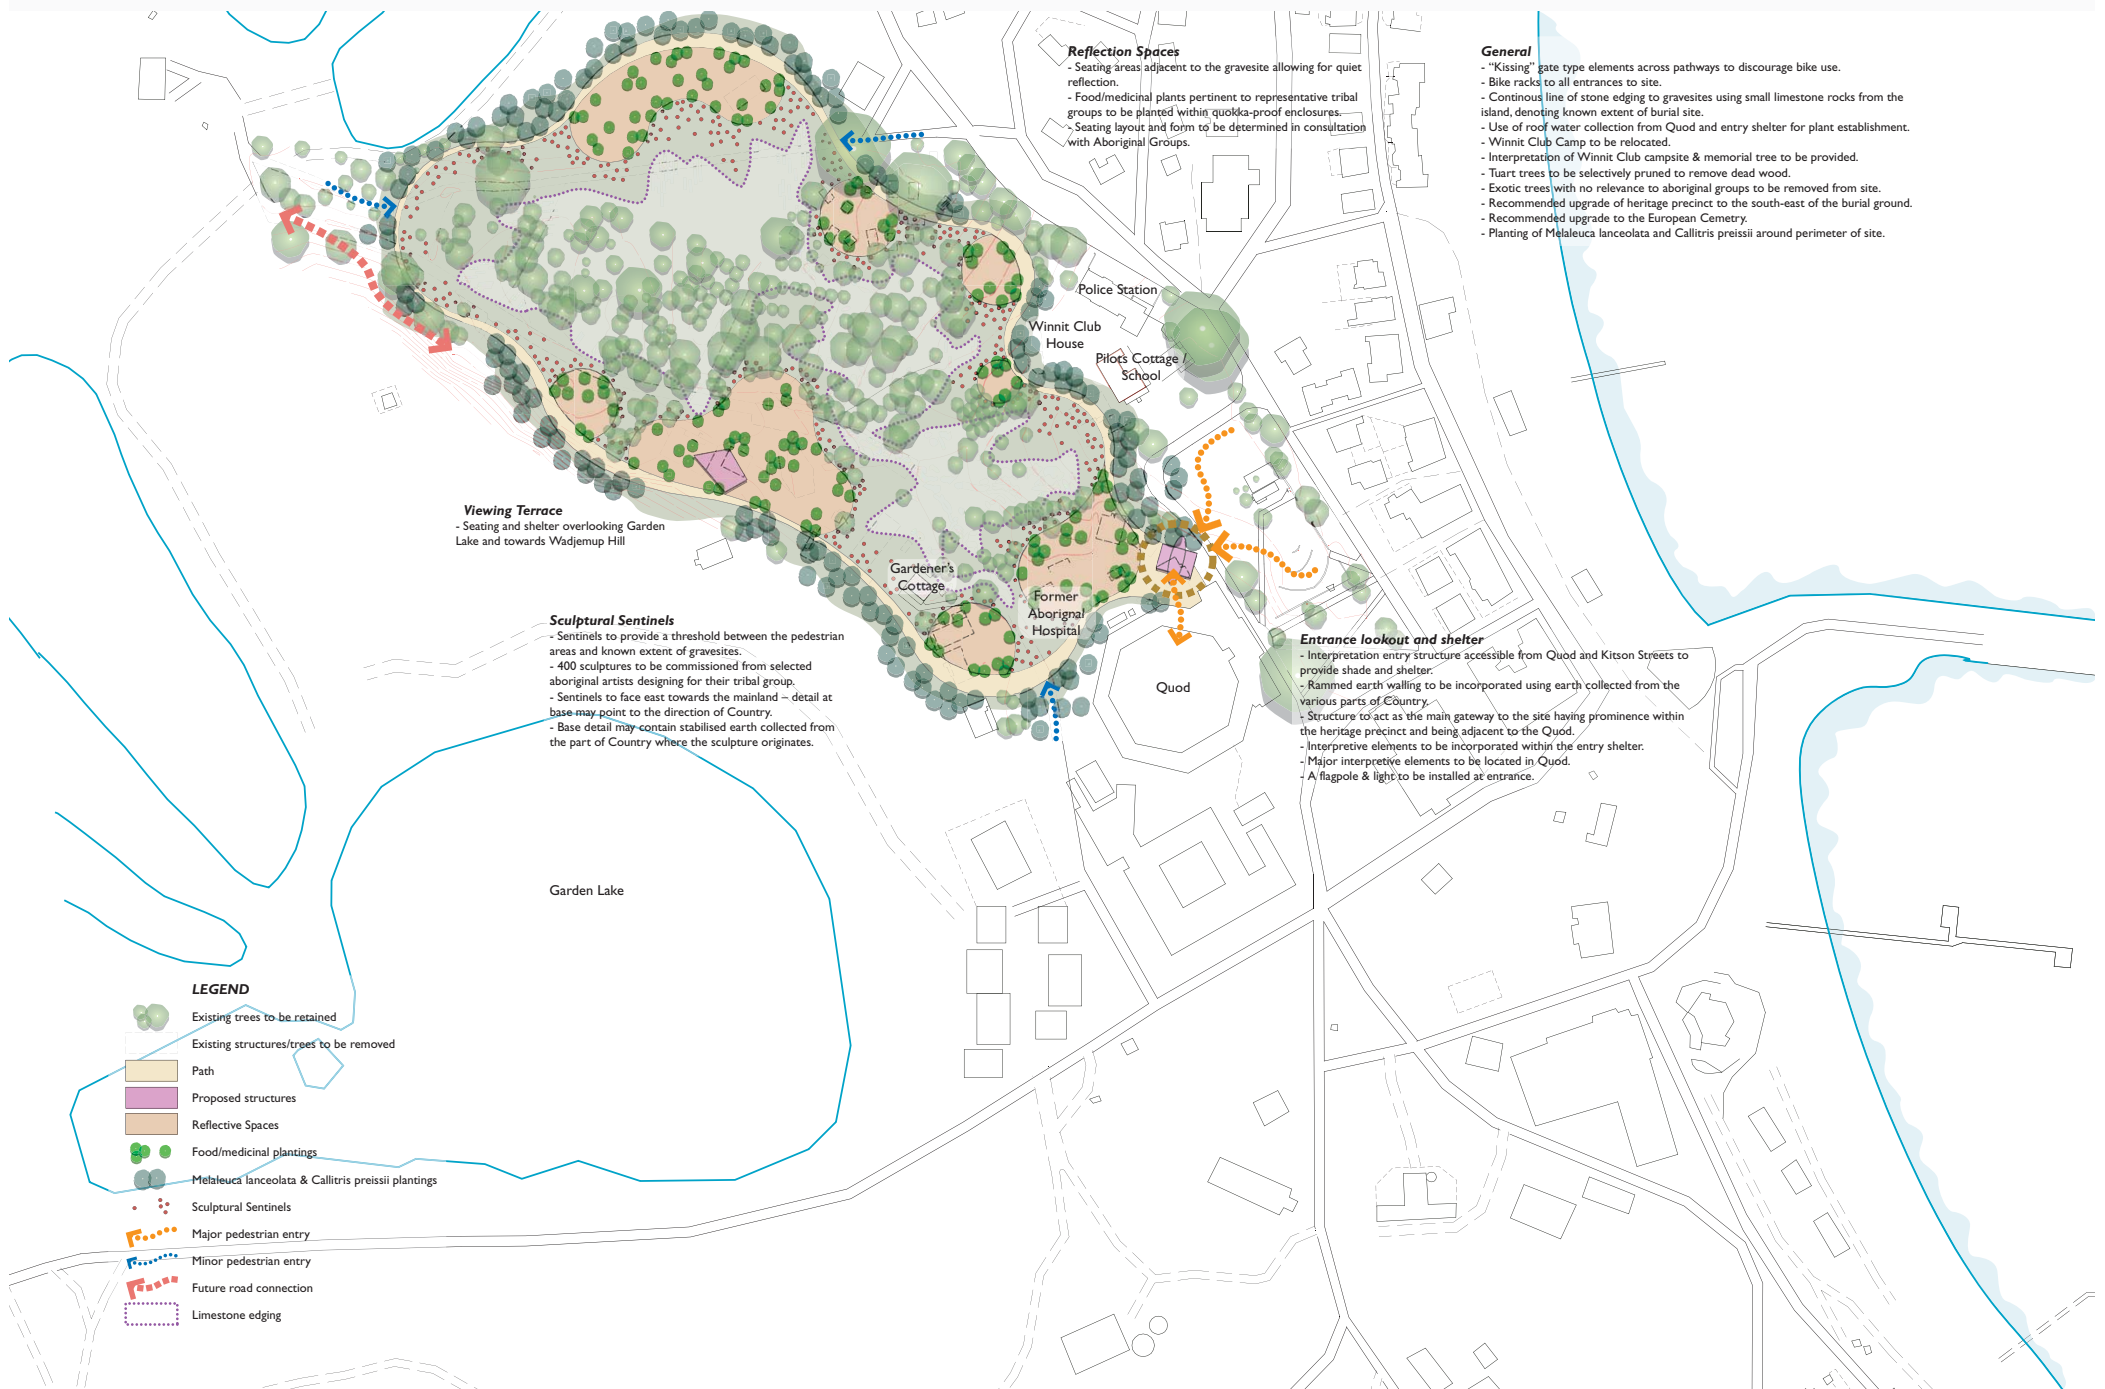 Reflection Spaces
- Seating areas adjacent to the gravesite allowing for quiet
reflection.
- Food/medicinal plants pertinent to representative tribal
groups to be planted within quokka-proof enclosures.
- Seating layout and form to be determined in consultation
with Aboriginal Groups.
General
- “Kissing” gate type elements across pathways to discourage bike use.
- Bike racks to all entrances to site.
- Continous line of stone edging to gravesites using small limestone rocks from the
island, denoting known extent of burial site.
- Use of roof water collection from Quod and entry shelter for plant establishment.
- Winnit Club Camp to be relocated.
- Interpretation of Winnit Club campsite & memorial tree to be provided.
- Tuart trees to be selectively pruned to remove dead wood.
- Exotic trees with no relevance to aboriginal groups to be removed from site.
- Recommended upgrade of heritage precinct to the south-east of the burial ground.
- Recommended upgrade to the European Cemetry.
- Planting of Melaleuca lanceolata and Callitris preissii around perimeter of site.
Police Station
Winnit Club
House
Pilots Cottage /
School
Viewing Terrace
- Seating and shelter overlooking Garden
Lake and towards Wadjemup Hill
Gardener's
Cottage
Former
Aborignal
Hospital
Sculptural Sentinels
- Sentinels to provide a threshold between the pedestrian
areas and known extent of gravesites.
- 400 sculptures to be commissioned from selected
aboriginal artists designing for their tribal group.
- Sentinels to face east towards the mainland – detail at
base may point to the direction of Country.
- Base detail may contain stabilised earth collected from
the part of Country where the sculpture originates.
Quod
Entrance lookout and shelter
- Interpretation entry structure accessible from Quod and Kitson Streets to
provide shade and shelter.
- Rammed earth walling to be incorporated using earth collected from the
various parts of Country.
- Structure to act as the main gateway to the site having prominence within
the heritage precinct and being adjacent to the Quod.
- Interpretive elements to be incorporated within the entry shelter.
- Major interpretive elements to be located in Quod.
- A flagpole & light to be installed at entrance.
Garden Lake
LEGEND
Existing trees to be retained
Existing structures/trees to be removed
Path
Proposed structures
Reflective Spaces
Food/medicinal plantings
Melaleuca lanceolata & Callitris preissii plantings
Sculptural Sentinels
Major pedestrian entry
Minor pedestrian entry
Future road connection
Limestone edging